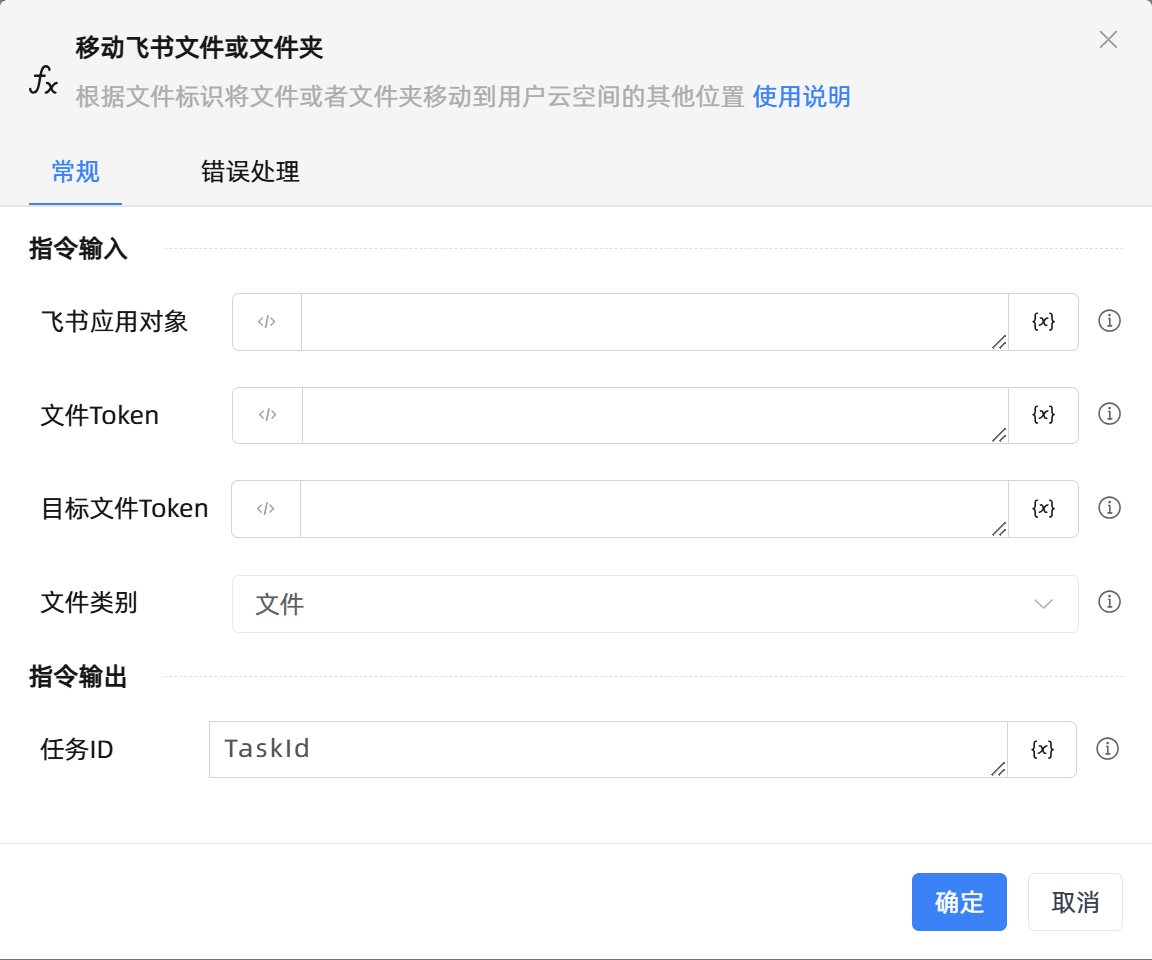 移动飞书文件或文件夹
fx
根据文件标识将文件或者文件夹移动到用户云空间的其他位置 使用说明
常规 错误处理
指令输入
飞书应用对象 </> {x}
文件Token </> {x}
目标文件Token </> {x}
文件类别 文件
指令输出
任务ID TaskId {x}
确定 取消